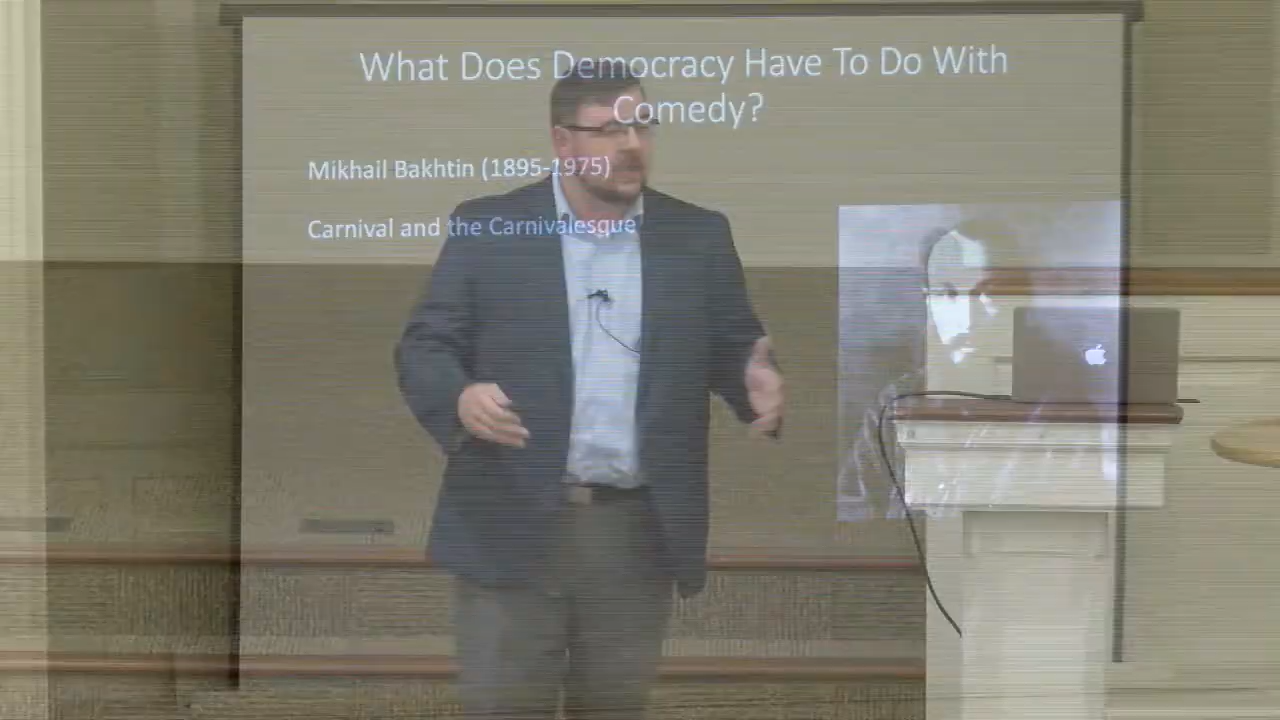 What Does Democracy Have To Do With
Comedy?
Mikhail Bakhtin (1895-1975)
Carnival and the Carnivalesque